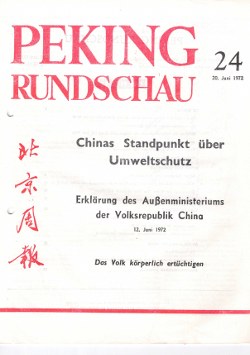 PEKING
RUNDSCHAU
24
20. Juni 1972
北京周報
Chinas Standpunkt über
Umweltschutz
Erklärung des Außenministeriums
der Volksrepublik China
12. Juni 1972
Das Volk körperlich ertüchtigen